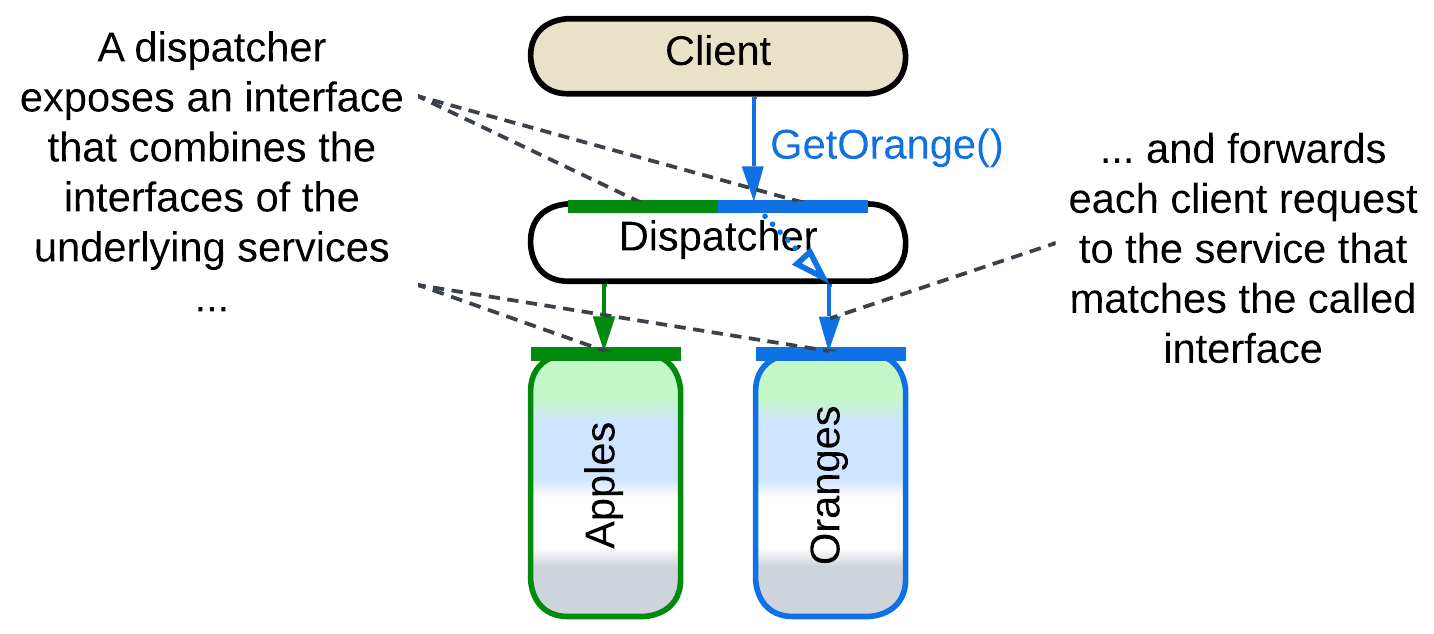 A dispatcher
exposes an interface
that combines the
interfaces of the
underlying services
...
Client
GetOrange()
Dispatcher
... and forwards
each client request
to the service that
matches the called
interface
Apples
Oranges